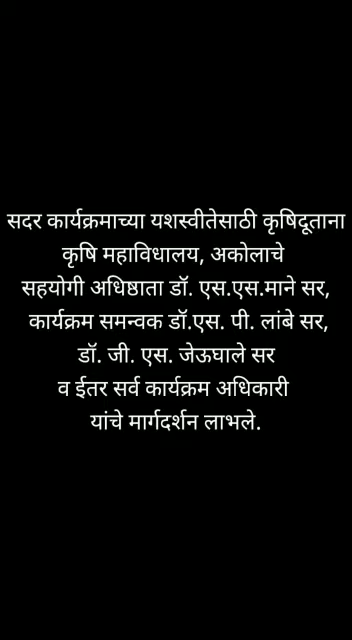 सदर कार्यक्रमाच्या यशस्वीतेसाठी कृषिदूताना
कृषि महाविधालय, अकोलाचे
सहयोगी अधिष्ठाता डॉ. एस.एस.माने सर,
कार्यक्रम समन्वक डॉ.एस. पी. लांबे सर,
डॉ. जी. एस. जेऊघाले सर
व ईतर सर्व कार्यक्रम अधिकारी
यांचे मार्गदर्शन लाभले.